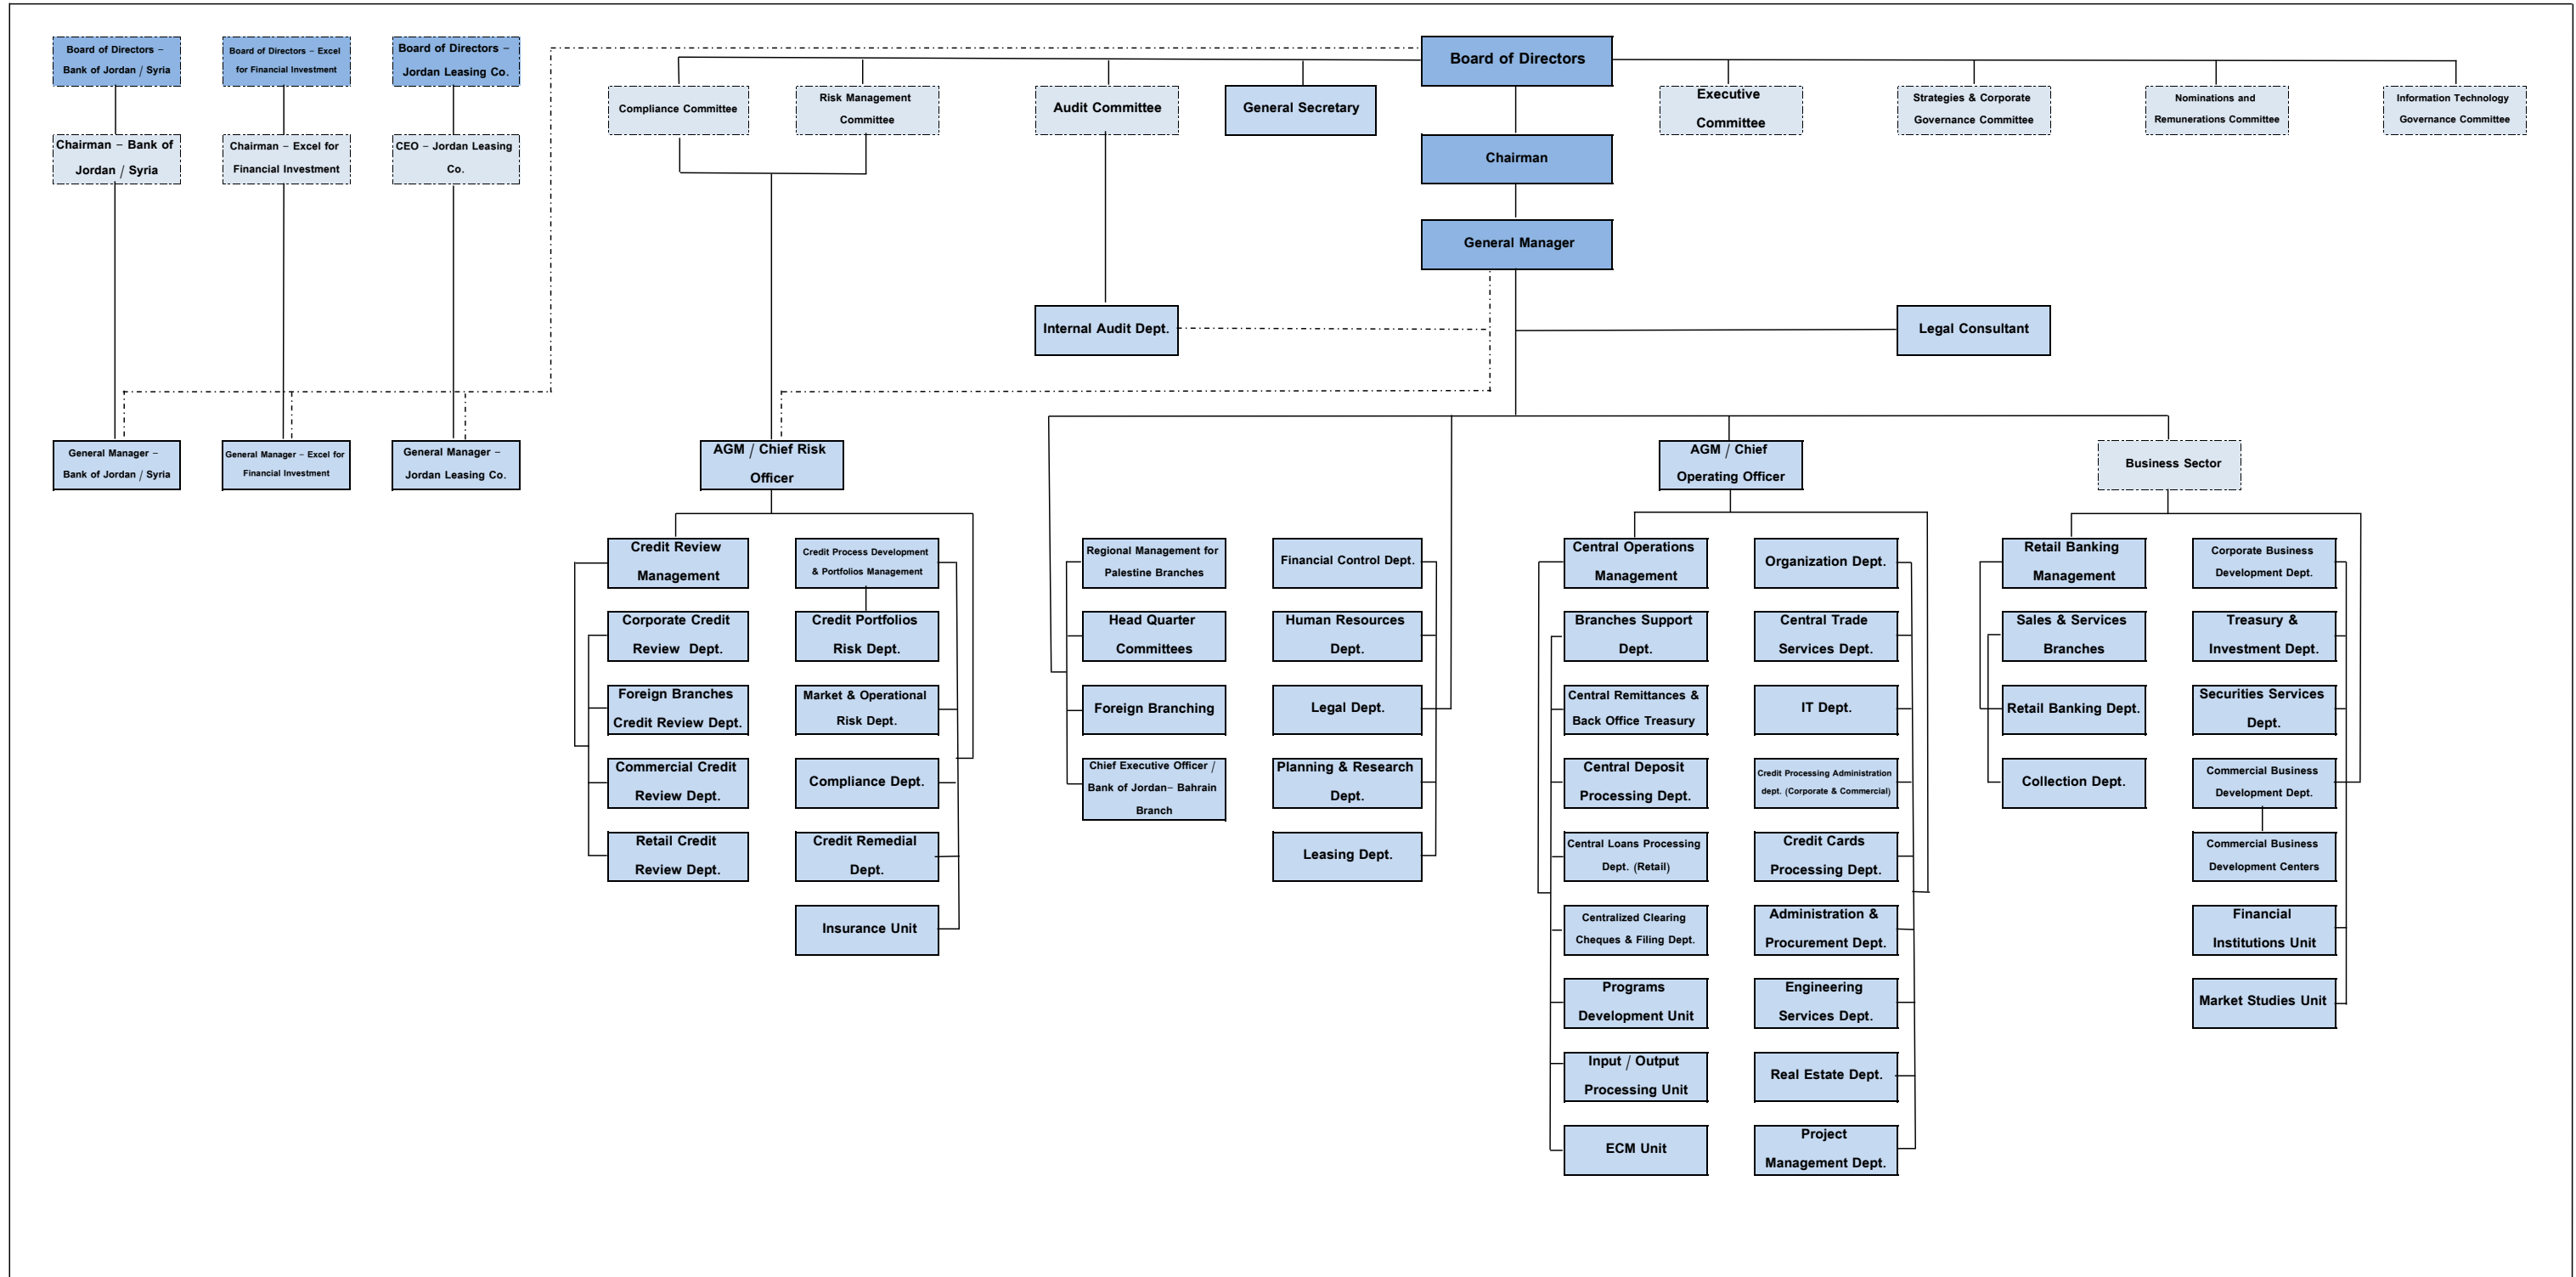 Board of Directors –
Bank of Jordan / Syria
Board of Directors – Excel
for Financial Investment
Board of Directors –
Jordan Leasing Co.
Board of Directors
Compliance Committee
Risk Management
Committee
Audit Committee
General Secretary
Executive
Committee
Strategies & Corporate
Governance Committee
Nominations and
Remunerations Committee
Information Technology
Governance Committee
Chairman – Bank of
Jordan / Syria
Chairman – Excel for
Financial Investment
CEO – Jordan Leasing
Co.
Chairman
General Manager
Internal Audit Dept.
Legal Consultant
General Manager –
Bank of Jordan / Syria
General Manager – Excel for
Financial Investment
General Manager –
Jordan Leasing Co.
AGM / Chief Risk
Officer
AGM / Chief
Operating Officer
Business Sector
Credit Review
Management
Credit Process Development
& Portfolios Management
Regional Management for
Palestine Branches
Financial Control Dept.
Central Operations
Management
Organization Dept.
Retail Banking
Management
Corporate Business
Development Dept.
Corporate Credit
Review Dept.
Credit Portfolios
Risk Dept.
Head Quarter
Committees
Human Resources
Dept.
Branches Support
Dept.
Central Trade
Services Dept.
Sales & Services
Branches
Treasury &
Investment Dept.
Foreign Branches
Credit Review Dept.
Market & Operational
Risk Dept.
Foreign Branching
Legal Dept.
Central Remittances &
Back Office Treasury
IT Dept.
Retail Banking Dept.
Securities Services
Dept.
Commercial Credit
Review Dept.
Compliance Dept.
Chief Executive Officer /
Bank of Jordan– Bahrain
Branch
Planning & Research
Dept.
Central Deposit
Processing Dept.
Credit Processing Administration
dept. (Corporate & Commercial)
Collection Dept.
Commercial Business
Development Dept.
Retail Credit
Review Dept.
Credit Remedial
Dept.
Leasing Dept.
Central Loans Processing
Dept. (Retail)
Credit Cards
Processing Dept.
Commercial Business
Development Centers
Insurance Unit
Centralized Clearing
Cheques & Filing Dept.
Administration &
Procurement Dept.
Financial
Institutions Unit
Programs
Development Unit
Engineering
Services Dept.
Market Studies Unit
Input / Output
Processing Unit
Real Estate Dept.
ECM Unit
Project
Management Dept.